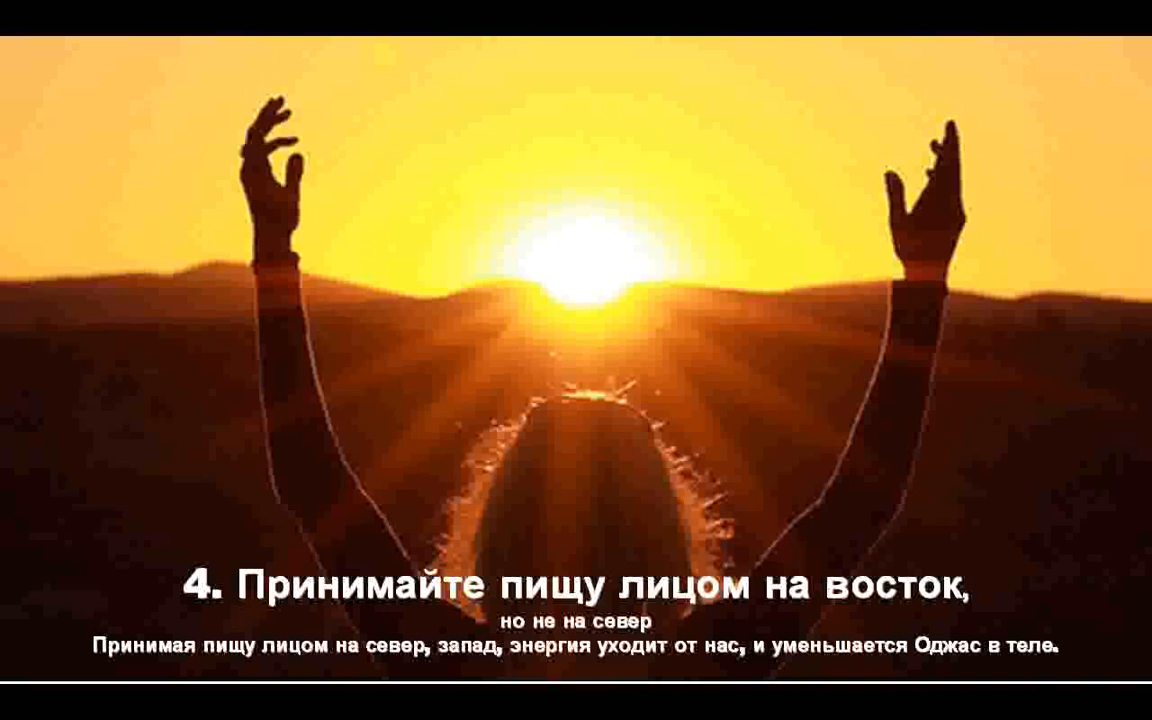 4. Принимайте пищу лицом на восток,
но не на север
Принимая пищу лицом на север, запад, энергия уходит от нас, и уменьшается Оджас в теле.